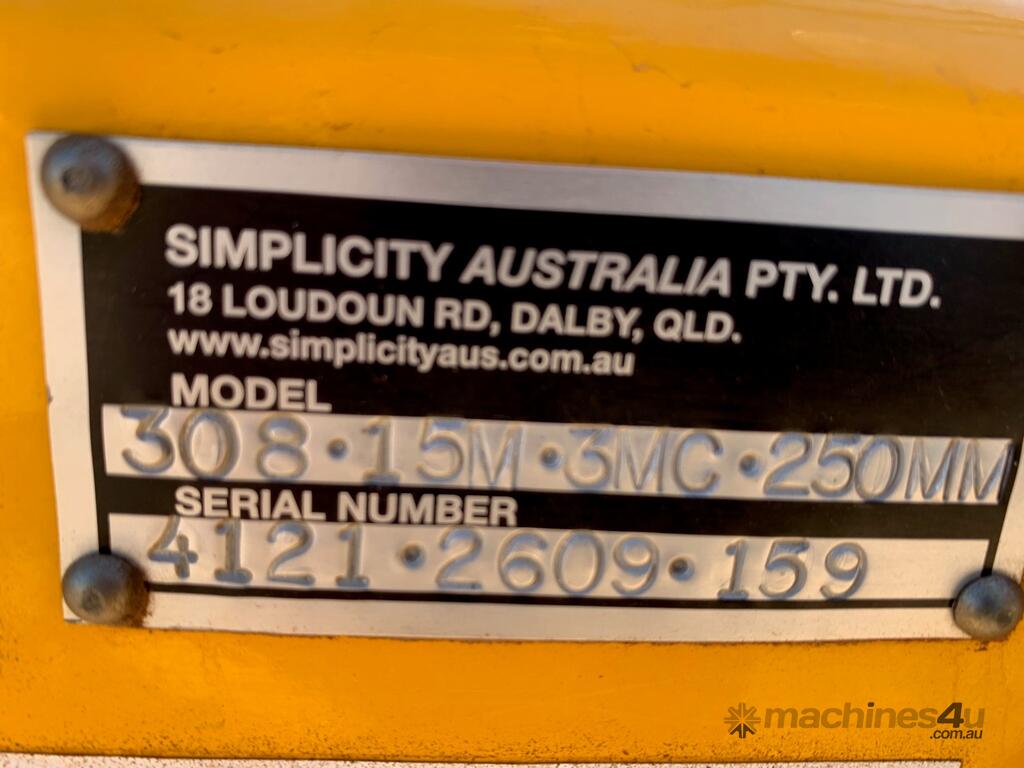 SIMPLICITY AUSTRALIA PTY. LTD.
18 LOUDOUN RD, DALBY, QLD.
www.simplicityaus.com.au
MODEL
308·15M·3MC·250MM
SERIAL NUMBER
4121·2609·159
machines4u
.com.au